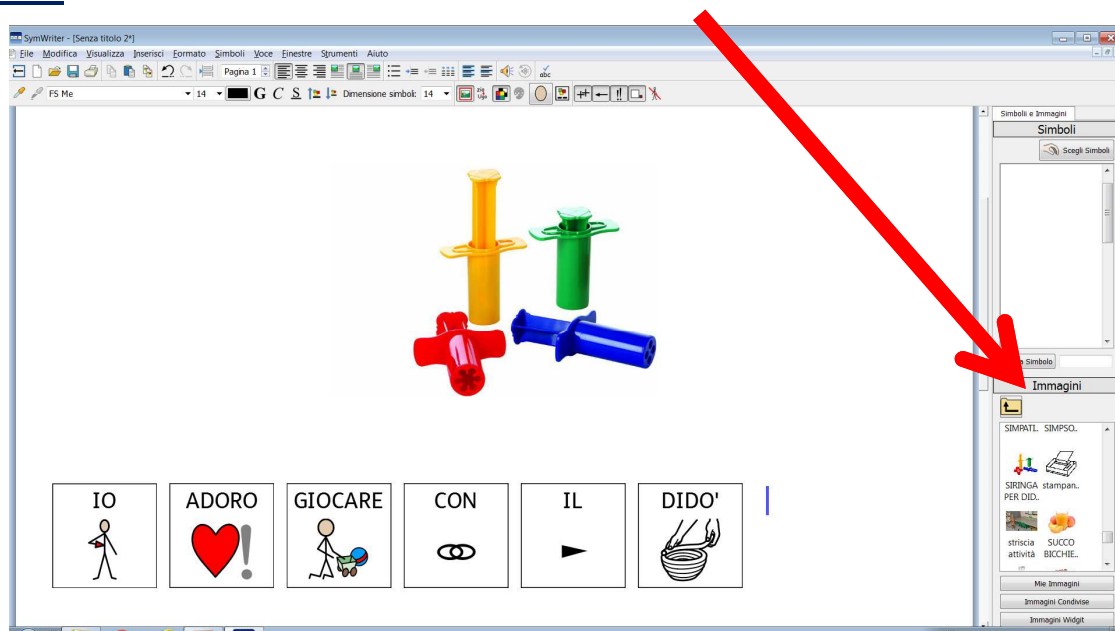 SymWriter - [Senza titolo 2*]
File Modifica Visualizza Inserisci Formato Simboli Voce Finestre Strumenti Aiuto
Pagina 1
abc
FS Me 14 G C S Dimensione simboli: 14
Simboli e Immagini
Simboli
Scegli Simboli
Simbolo
Immagini
SIMPATI.. SIMPSO..
SIRINGA stampan..
PER DID..
striscia SUCCO
attività BICCHIE..
Mie Immagini
Immagini Condivise
Immagini Widgit
IO ADORO GIOCARE CON IL DIDO'